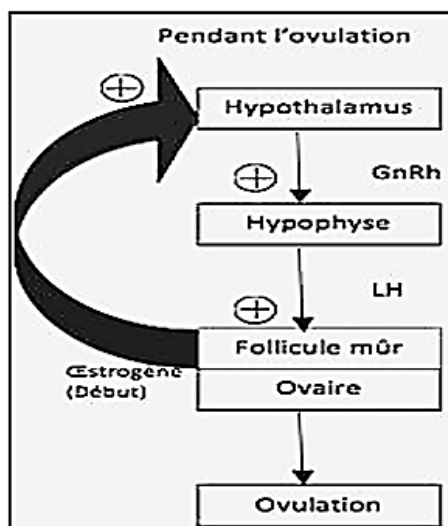 Pendant l'ovulation
+
Hypothalamus
+
GnRh
Hypophyse
LH
+
Follicule mûr
Œstrogène
(Début)
Ovaire
Ovulation